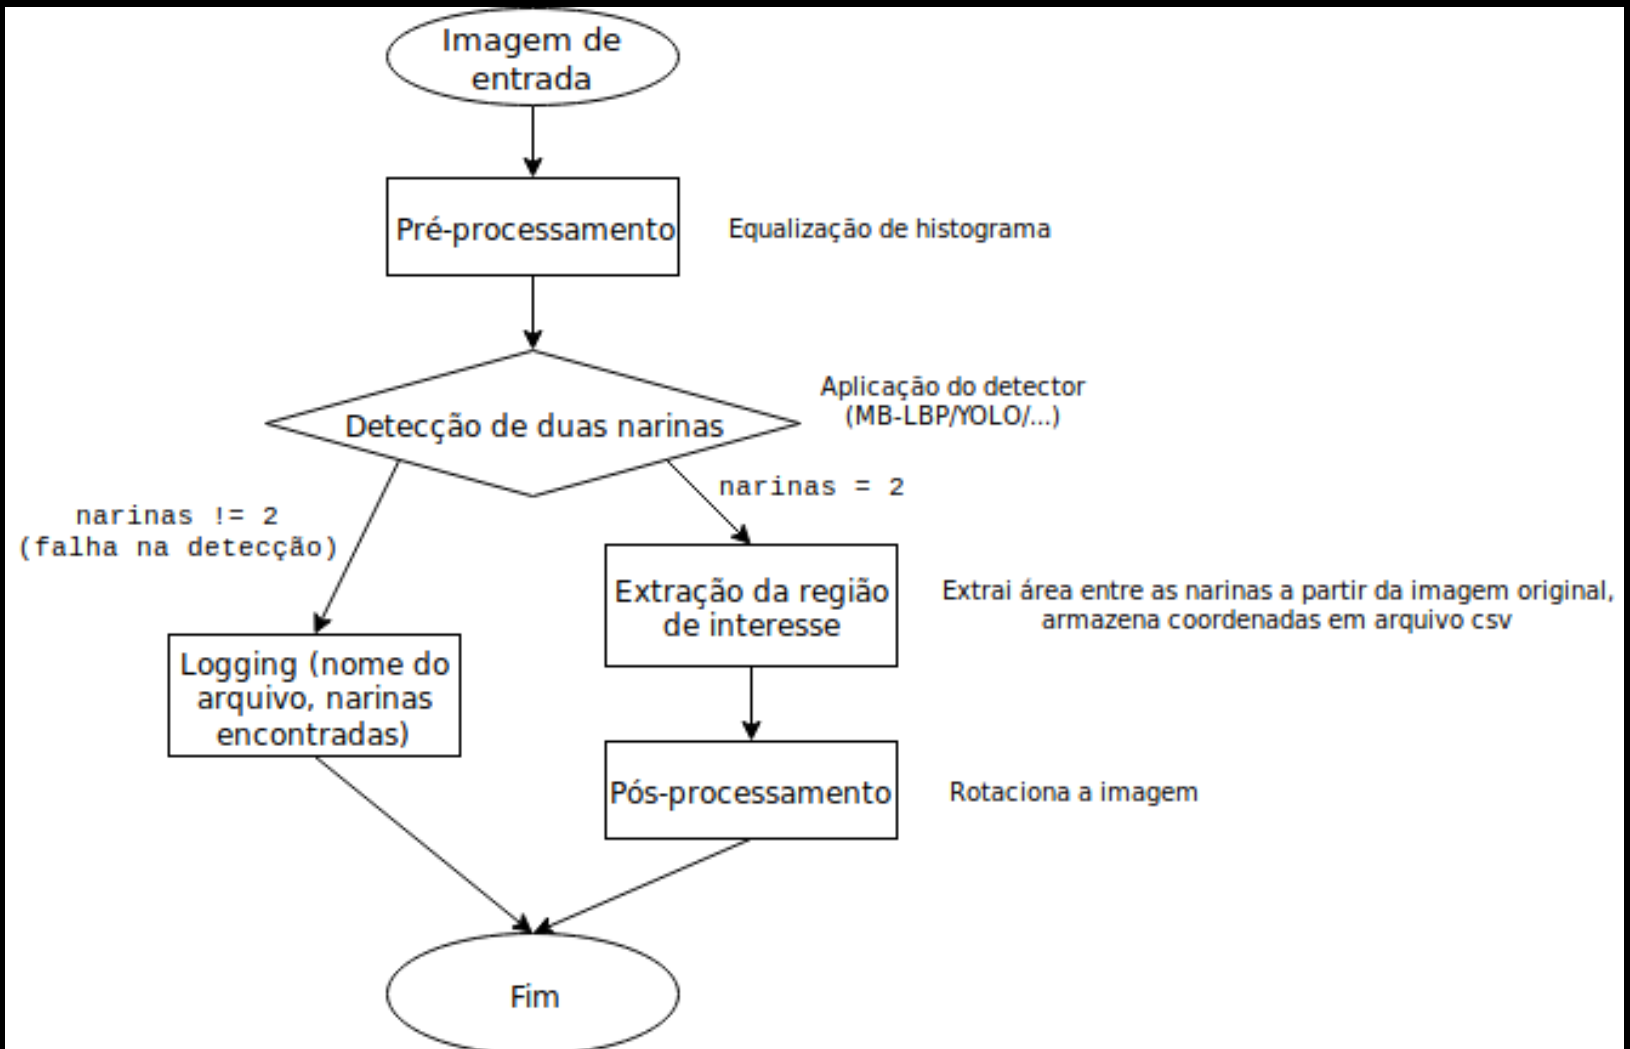 Imagem de
entrada
Pré-processamento
Equalização de histograma
Detecção de duas narinas
Aplicação do detector
(MB-LBP/YOLO/...)
narinas != 2
(falha na detecção)
narinas = 2
Extração da região
de interesse
Extrai área entre as narinas a partir da imagem original,
armazena coordenadas em arquivo csv
Logging (nome do
arquivo, narinas
encontradas)
Pós-processamento
Rotaciona a imagem
Fim